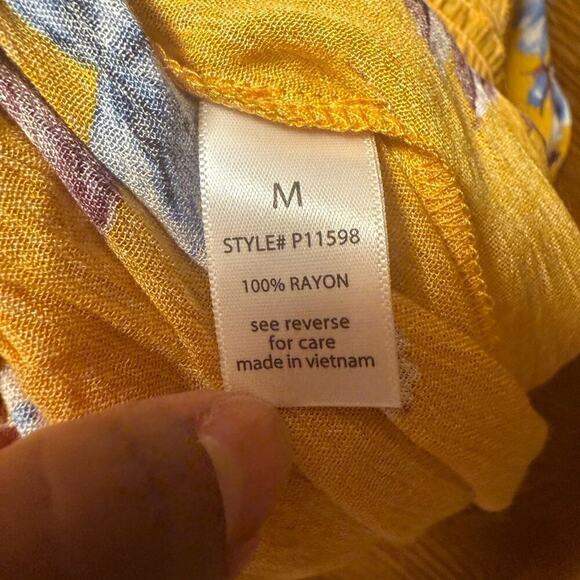 M
STYLE# P11598
100% RAYON
see reverse
for care
made in vietnam